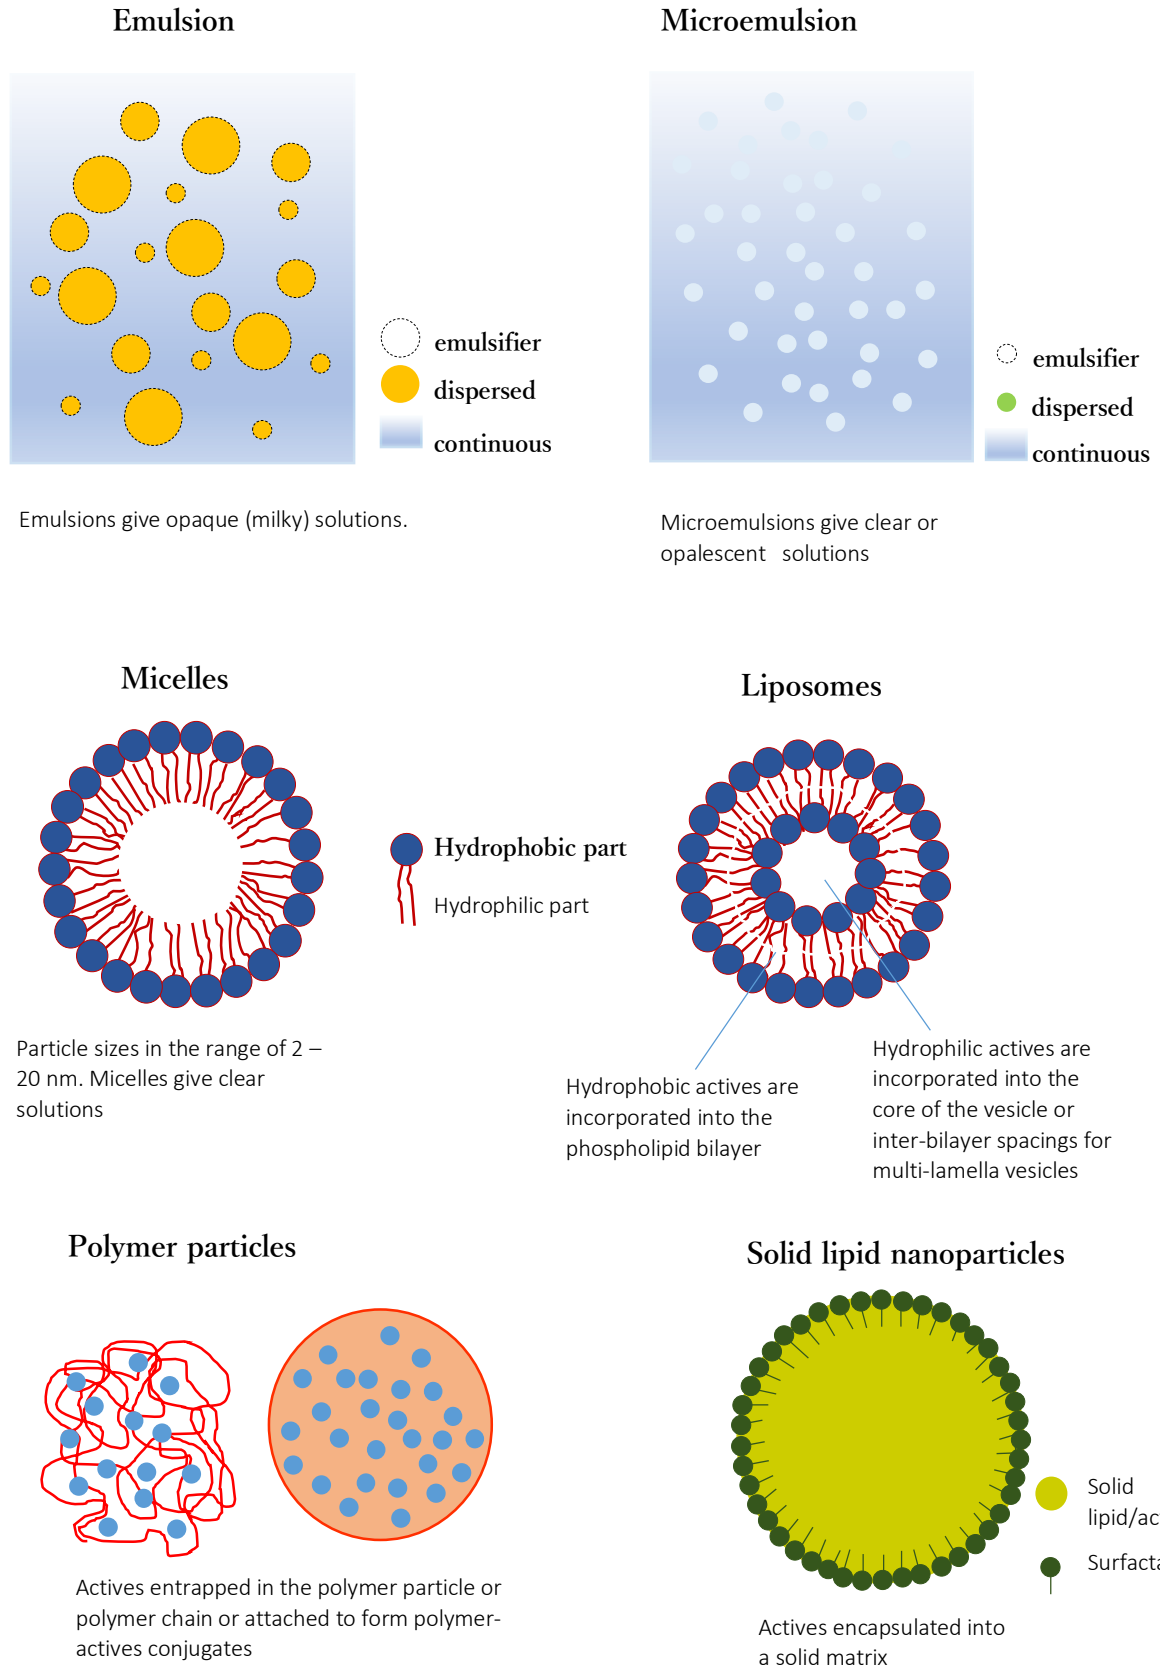 Emulsion
emulsifier
dispersed
continuous
Emulsions give opaque (milky) solutions.
Microemulsion
emulsifier
dispersed
continuous
Microemulsions give clear or
opalescent solutions
Micelles
Hydrophobic part
Hydrophilic part
Particle sizes in the range of 2 –
20 nm. Micelles give clear
solutions
Liposomes
Hydrophobic actives are
incorporated into the
phospholipid bilayer
Hydrophilic actives are
incorporated into the
core of the vesicle or
inter-bilayer spacings for
multi-lamella vesicles
Polymer particles
Actives entrapped in the polymer particle or
polymer chain or attached to form polymer-
actives conjugates
Solid lipid nanoparticles
Solid
lipid/act
Surfacta
Actives encapsulated into
a solid matrix